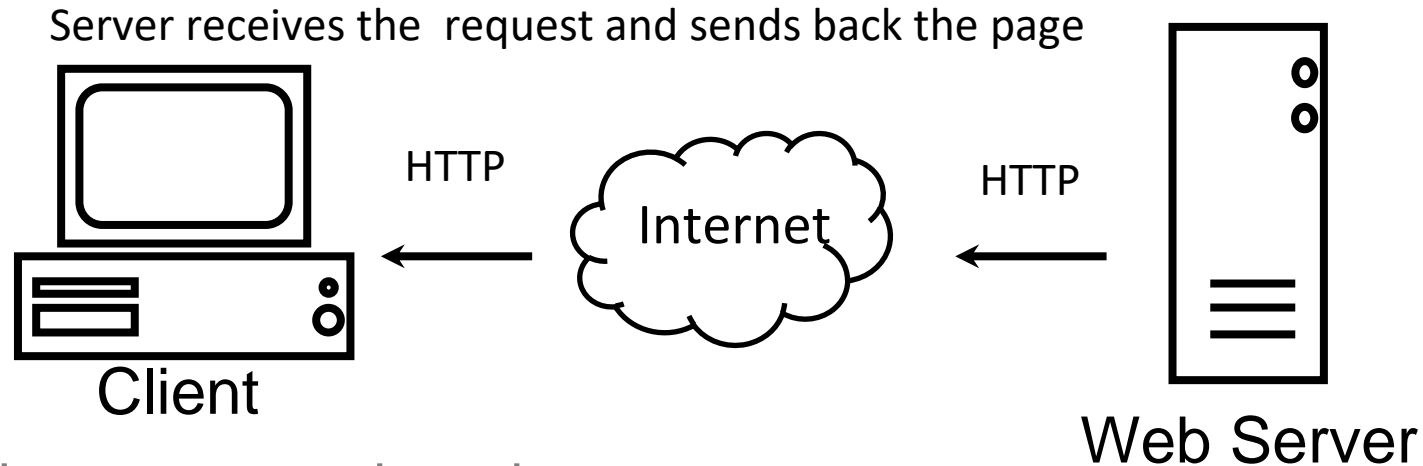 Server receives the  request and sends back the page
HTTP
HTTP
Internet
Client
Web Server